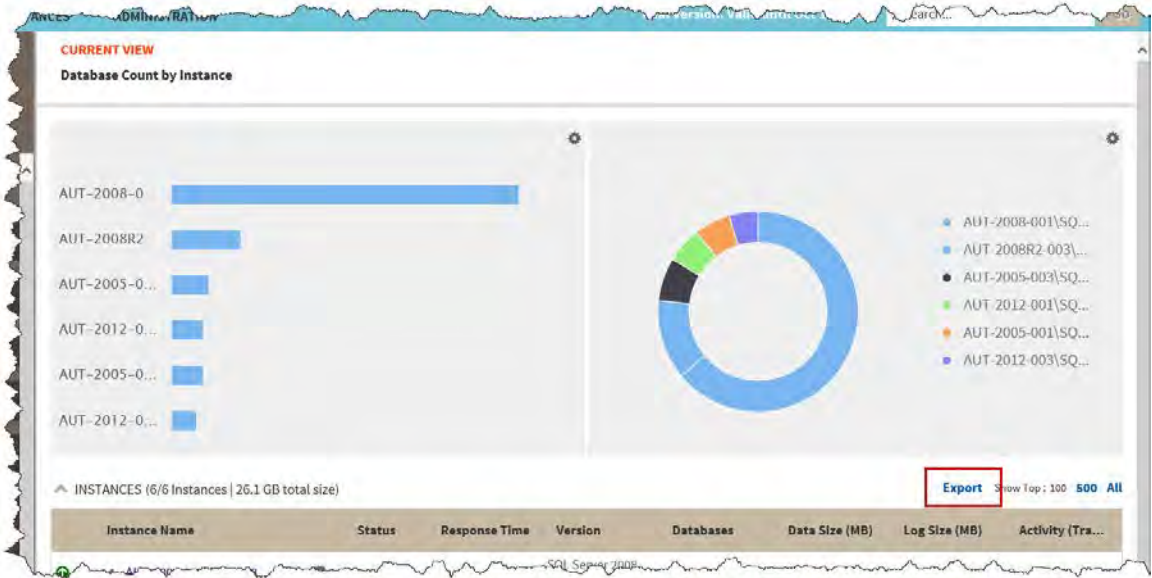 ANCES ADMINISTRATION
CURRENT VIEW
Database Count by Instance
AUT-2008-0
AUT-2008R2
AUT-2005-0...
AUT-2012-0...
AUT-2005-0...
AUT-2012-0...
AUT-2008-001\SQ...
AUT-2008R2-003\...
AUT-2005-003\SQ...
AUT-2012-001\SQ...
AUT-2005-001\SQ...
AUT-2012-003\SQ...
INSTANCES (6/6 Instances | 26.1 GB total size)
Export Show Top: 100 500 All
Instance Name Status Response Time Version Databases Data Size (MB) Log Size (MB) Activity (Tra...
SQL Server 2008